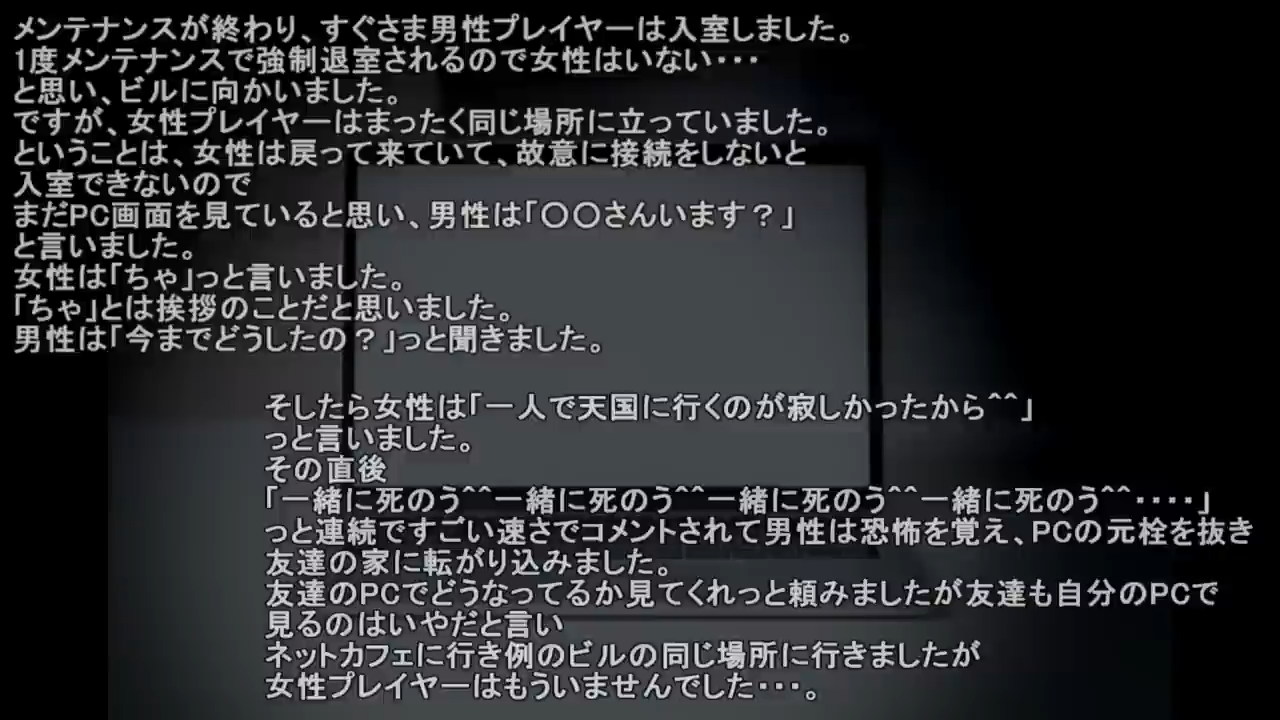 メンテナンスが終わり、すぐさま男性プレイヤーは入室しました。
1度メンテナンスで強制退室されるので女性はいない・・・
と思い、ビルに向かいました。
ですが、女性プレイヤーはまったく同じ場所に立っていました。
ということは、女性は戻って来ていて、故意に接続をしないと
入室できないので
まだPC画面を見ていると思い、男性は「〇〇さんいます？」
と言いました。
女性は「ちゃ」っと言いました。
「ちゃ」とは挨拶のことだと思いました。
男性は「今までどうしたの？」っと聞きました。
そしたら女性は「一人で天国に行くのが寂しかったから^^」
っと言いました。
その直後
「一緒に死のう^^一緒に死のう^^一緒に死のう^^一緒に死のう^^・・・・」
っと連続ですごい速さでコメントされて男性は恐怖を覚え、PCの元栓を抜き
友達の家に転がり込みました。
友達のPCでどうなってるか見てくれっと頼みましたが友達も自分のPCで
見るのはいやだと言い
ネットカフェに行き例のビルの同じ場所に行きましたが
女性プレイヤーはもういませんでした・・・。